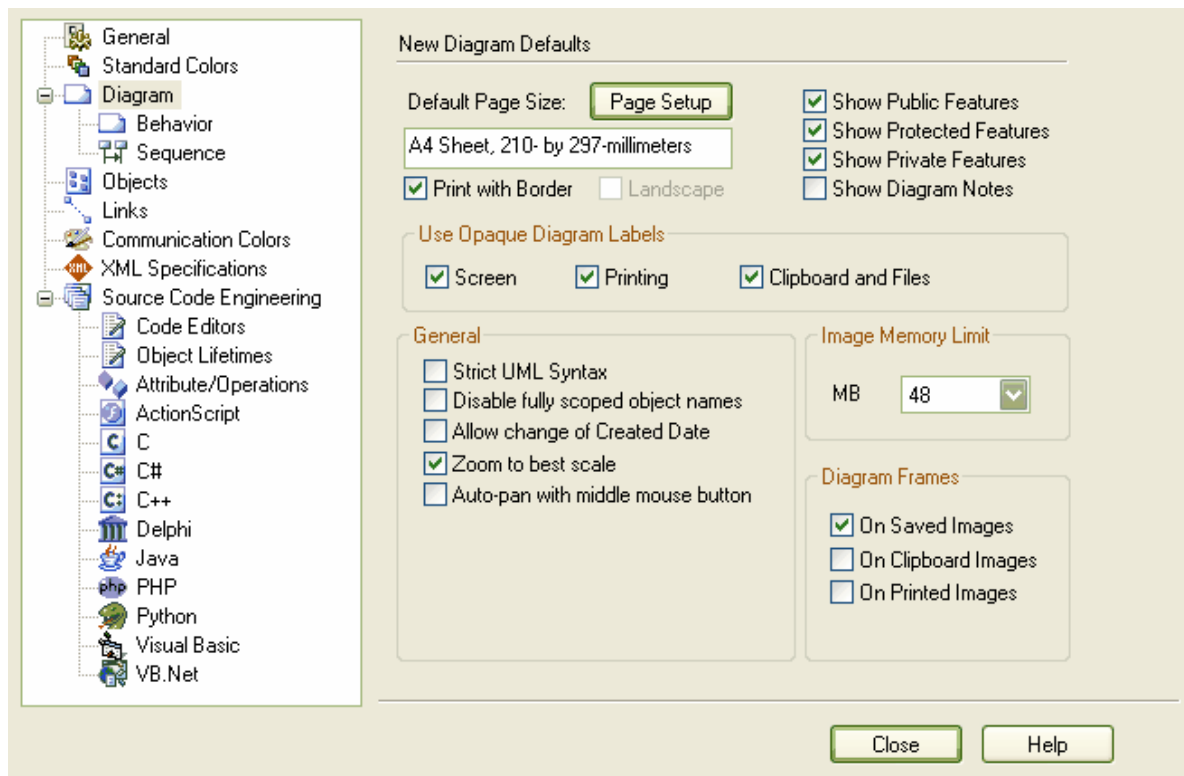 General
Standard Colors
Diagram
Behavior
Sequence
Objects
Links
Communication Colors
XML Specifications
Source Code Engineering
Code Editors
Object Lifetimes
Attribute/Operations
ActionScript
C
C#
C++
Delphi
Java
PHP
Python
Visual Basic
VB.Net
New Diagram Defaults
Default Page Size: Page Setup
A4 Sheet, 210- by 297-millimeters
Print with Border Landscape
Show Public Features
Show Protected Features
Show Private Features
Show Diagram Notes
Use Opaque Diagram Labels
Screen Printing Clipboard and Files
General
Strict UML Syntax
Disable fully scoped object names
Allow change of Created Date
Zoom to best scale
Auto-pan with middle mouse button
Image Memory Limit
MB 48
Diagram Frames
On Saved Images
On Clipboard Images
On Printed Images
Close Help